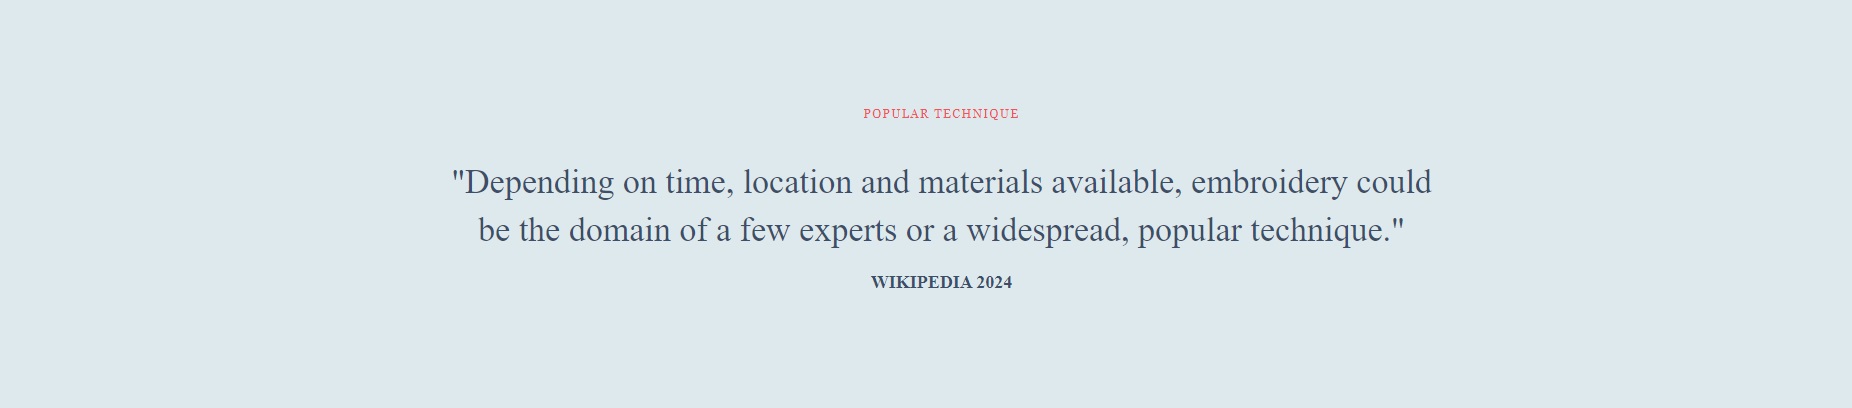 POPULAR TECHNIQUE
"Depending on time, location and materials available, embroidery could
be the domain of a few experts or a widespread, popular technique."
WIKIPEDIA 2024